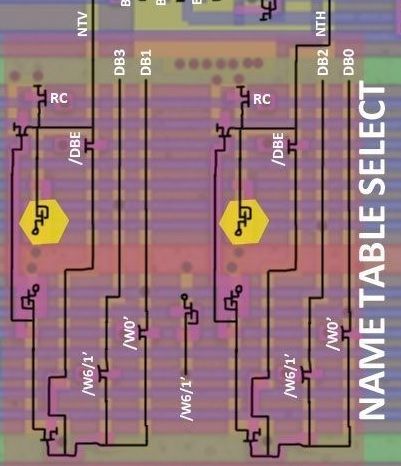 NTV
NTH
DB3
DB1
DB2
DB0
RC
RC
/DBE
/DBE
/W0'
/W0'
/W6/1'
/W6/1'
/W6/1'
NAME TABLE SELECT